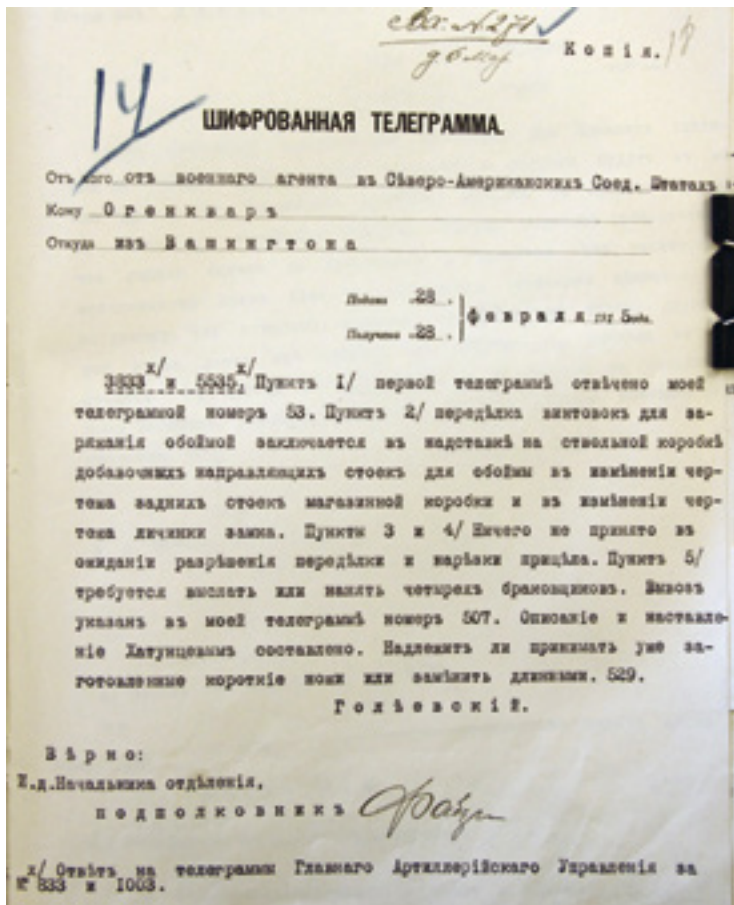 Вх. №271
Копія.
18
14
ШИФРОВАННАЯ ТЕЛЕГРАММА.
Отъ кого отъ военнаго агента въ Сѣверо-Американскихъ Соед. Штатахъ
Кому Огенкваръ
Откуда изъ Вашингтона
Подана 28
февраля 191 5 года.
Получена 28
3833 х/ и 5535, х/ Пунктъ I/ первой телеграммѣ отвѣчено моей
телеграммой номеръ 53. Пунктъ 2/ передѣлка винтовокъ для за-
ряжанія обоймой заключается въ надставкѣ на ствольной коробкѣ
добавочныхъ направляющихъ стоекъ для обоймы въ измѣненіи чер-
тежа заднихъ стоекъ магазинной коробки и въ измѣненіи чер-
тежа личинки замка. Пункты 3 и 4/ Ничего не принято въ
ожиданіи разрѣшенія передѣлки и нарѣзки прицѣла. Пунктъ 5/
требуется выслать или нанять четырехъ браковщиковъ. Вывозъ
указанъ въ моей телеграммѣ номеръ 507. Описаніе и наставле-
ніе Хатунцевымъ составлено. Надлежитъ ли принимать уже за-
готовленные короткіе ножи или замѣнить длинными. 529.
Голѣевскій.
Вѣрно:
И.д.Начальника отдѣленія,
подполковникъ
х/ Отвѣтъ на телеграммы Главнаго Артиллерійскаго Управленія за
№ 833 и 1003.